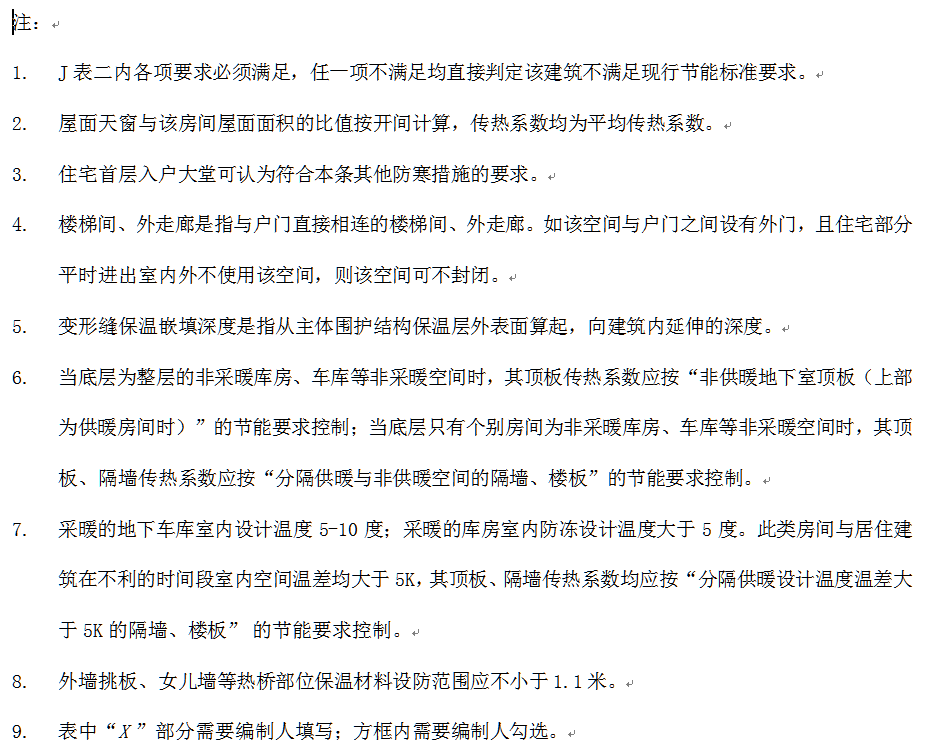 注：
1. J 表二内各项要求必须满足，任一项不满足均直接判定该建筑不满足现行节能标准要求。
2. 屋面天窗与该房间屋面面积的比值按开间计算，传热系数均为平均传热系数。
3. 住宅首层入户大堂可认为符合本条其他防寒措施的要求。
4. 楼梯间、外走廊是指与户门直接相连的楼梯间、外走廊。如该空间与户门之间设有外门，且住宅部分
平时进出室内外不使用该空间，则该空间可不封闭。
5. 变形缝保温嵌填深度是指从主体围护结构保温层外表面算起，向建筑内延伸的深度。
6. 当底层为整层的非采暖库房、车库等非采暖空间时，其顶板传热系数应按“非供暖地下室顶板（上部
为供暖房间时）”的节能要求控制；当底层只有个别房间为非采暖库房、车库等非采暖空间时，其顶
板、隔墙传热系数应按“分隔供暖与非供暖空间的隔墙、楼板”的节能要求控制。
7. 采暖的地下车库室内设计温度 5-10 度；采暖的库房室内防冻设计温度大于 5 度。此类房间与居住建
筑在不利的时间段室内空间温差均大于 5K，其顶板、隔墙传热系数均应按“分隔供暖设计温度温差大
于 5K 的隔墙、楼板” 的节能要求控制。
8. 外墙挑板、女儿墙等热桥部位保温材料设防范围应不小于 1.1 米。
9. 表中“X”部分需要编制人填写；方框内需要编制人勾选。